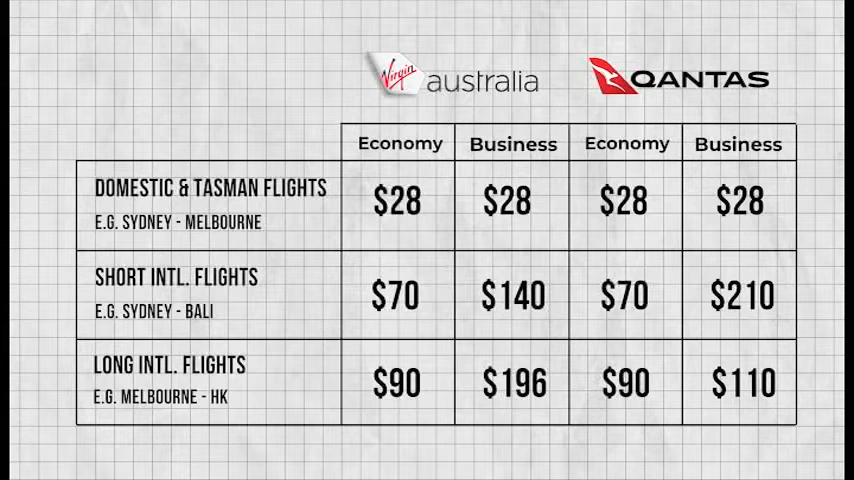 Virgin australia QANTAS
Economy Business Economy Business
DOMESTIC & TASMAN FLIGHTS $28 $28 $28 $28
E.G. SYDNEY - MELBOURNE
SHORT INTL. FLIGHTS $70 $140 $70 $210
E.G. SYDNEY - BALI
LONG INTL. FLIGHTS $90 $196 $90 $110
E.G. MELBOURNE - HK